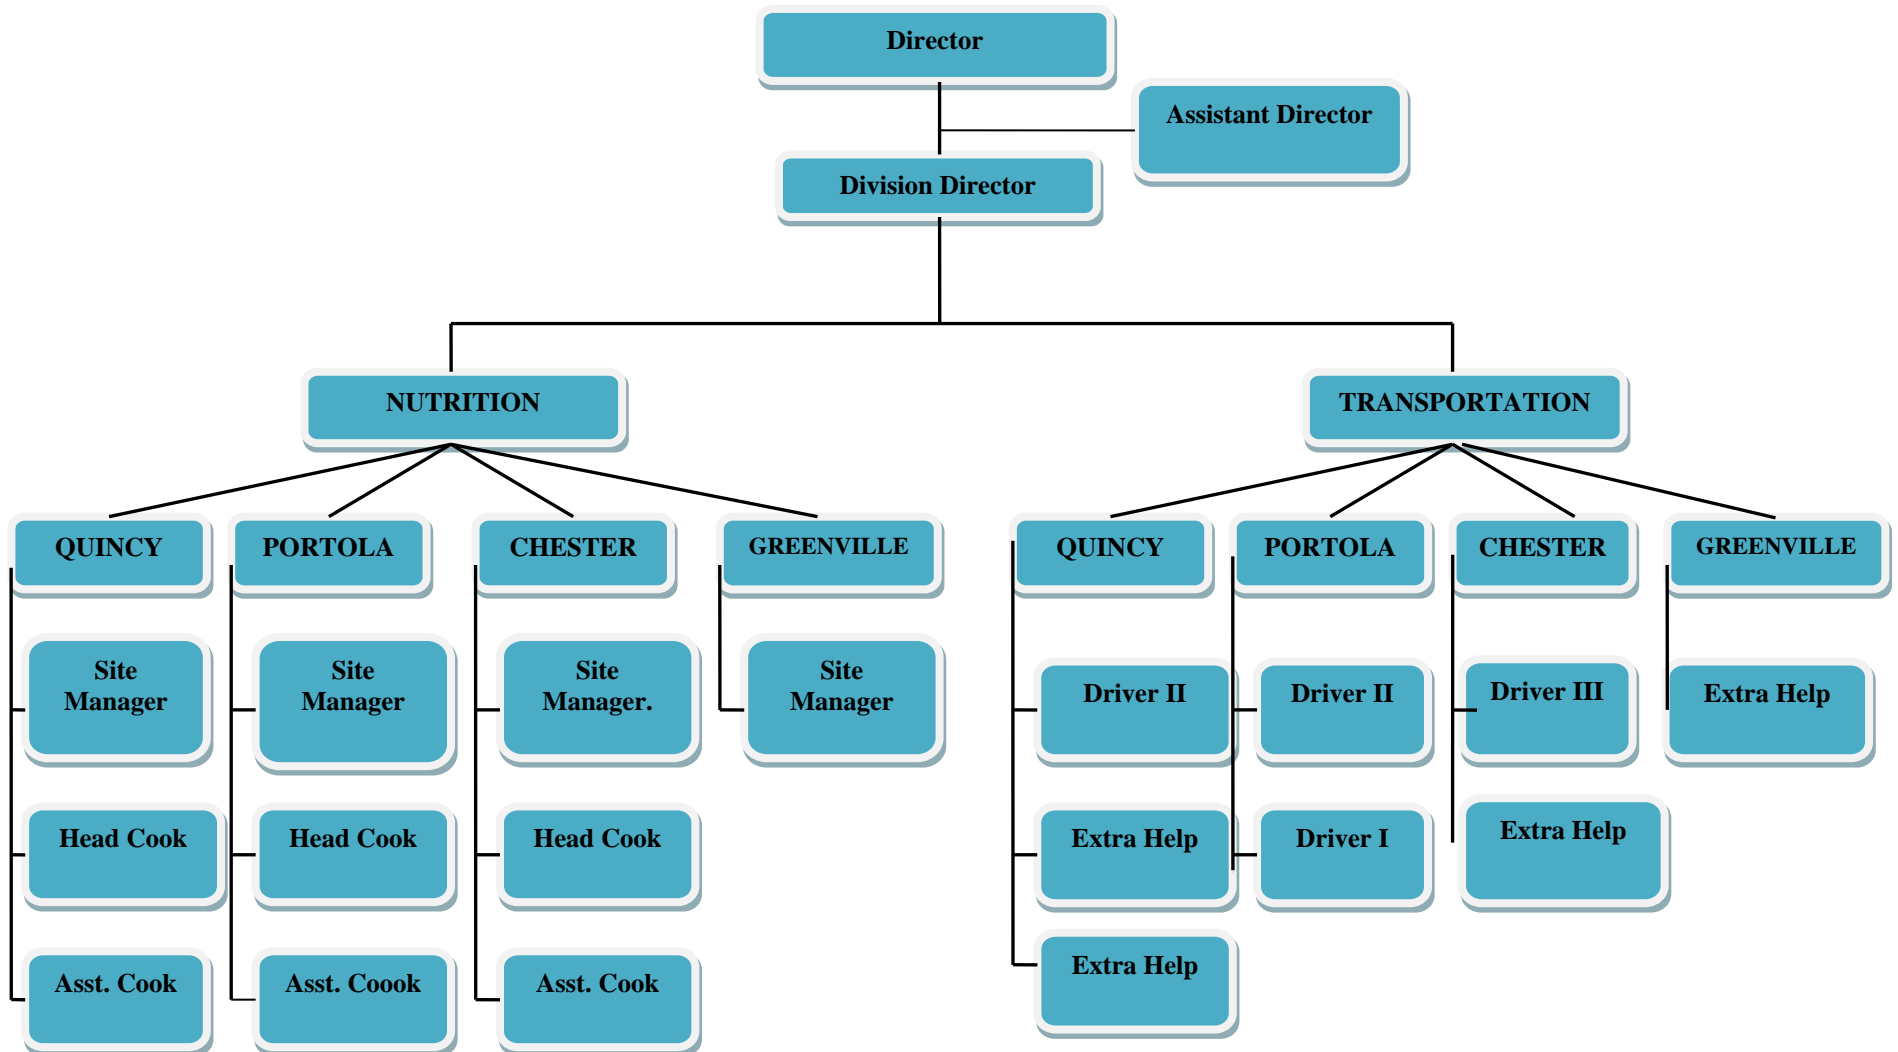 Director
Assistant Director
Division Director
NUTRITION
TRANSPORTATION
QUINCY
PORTOLA
CHESTER
GREENVILLE
QUINCY
PORTOLA
CHESTER
GREENVILLE
Site
Manager
Site
Manager
Site
Manager.
Site
Manager
Driver II
Driver II
Driver III
Extra Help
Head Cook
Head Cook
Head Cook
Extra Help
Driver I
Extra Help
Asst. Cook
Asst. Coook
Asst. Cook
Extra Help